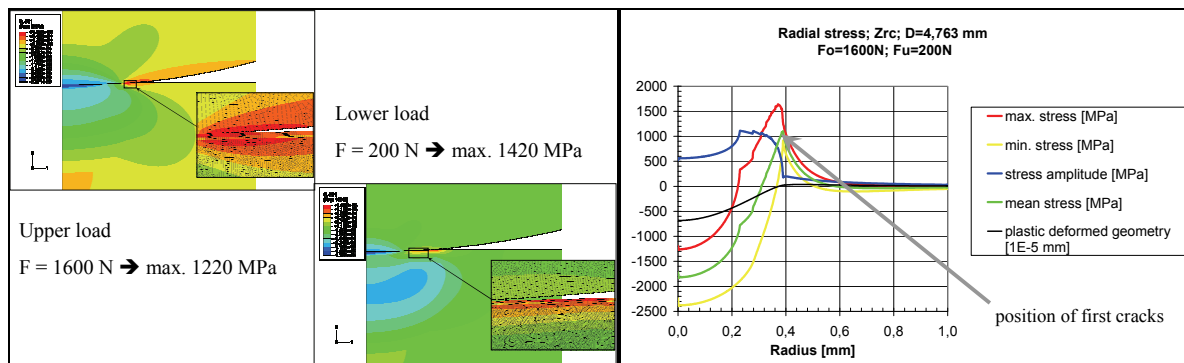 Lower load
F = 200 N ➔ max. 1420 MPa
Upper load
F = 1600 N ➔ max. 1220 MPa
Radial stress; Zrc; D=4,763 mm
Fo=1600N; Fu=200N
2000
1500
1000
500
0
-500
-1000
-1500
-2000
-2500
0,0 0,2 0,4 0,6 0,8 1,0
Radius [mm]
max. stress [MPa]
min. stress [MPa]
stress amplitude [MPa]
mean stress [MPa]
plastic deformed geometry
[1E-5 mm]
position of first cracks